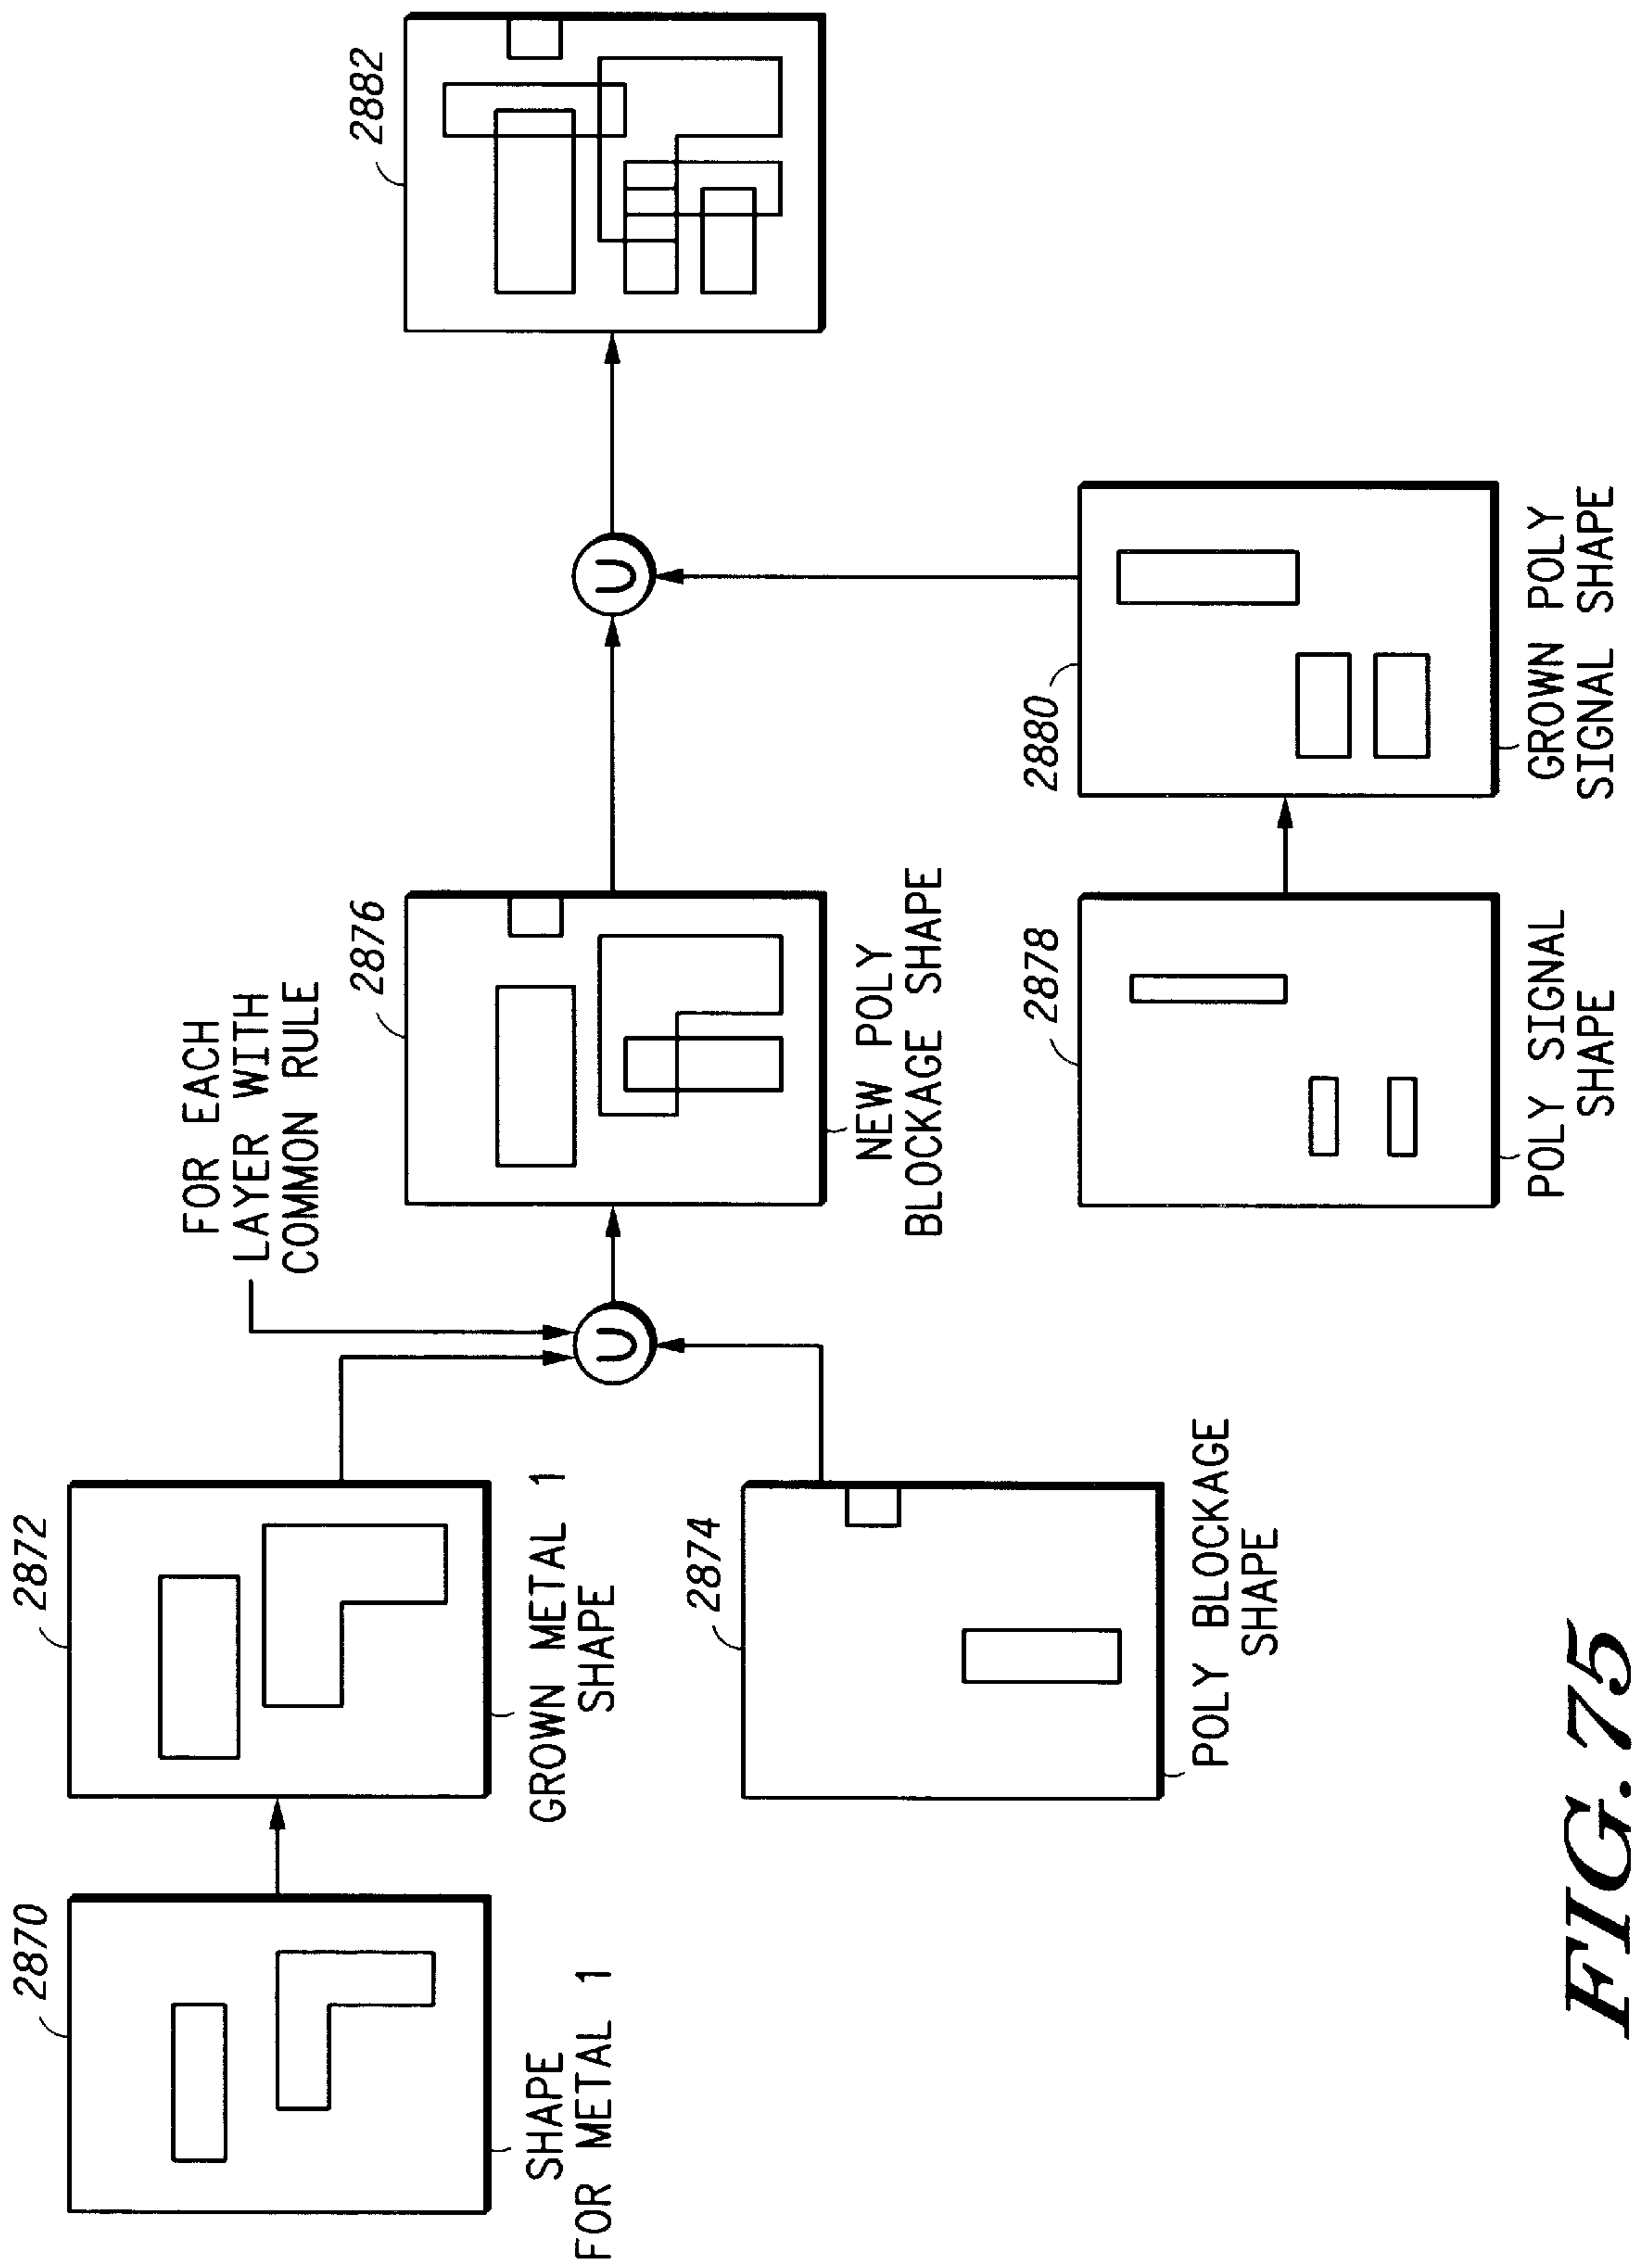 2870
SHAPE
FOR METAL 1
2872
GROWN METAL 1
SHAPE
2874
POLY BLOCKAGE
SHAPE
FOR EACH
LAYER WITH
COMMON RULE
U
2876
NEW POLY
BLOCKAGE SHAPE
2878
POLY SIGNAL
SHAPE
2880
GROWN POLY
SIGNAL SHAPE
U
2882
FIG. 75